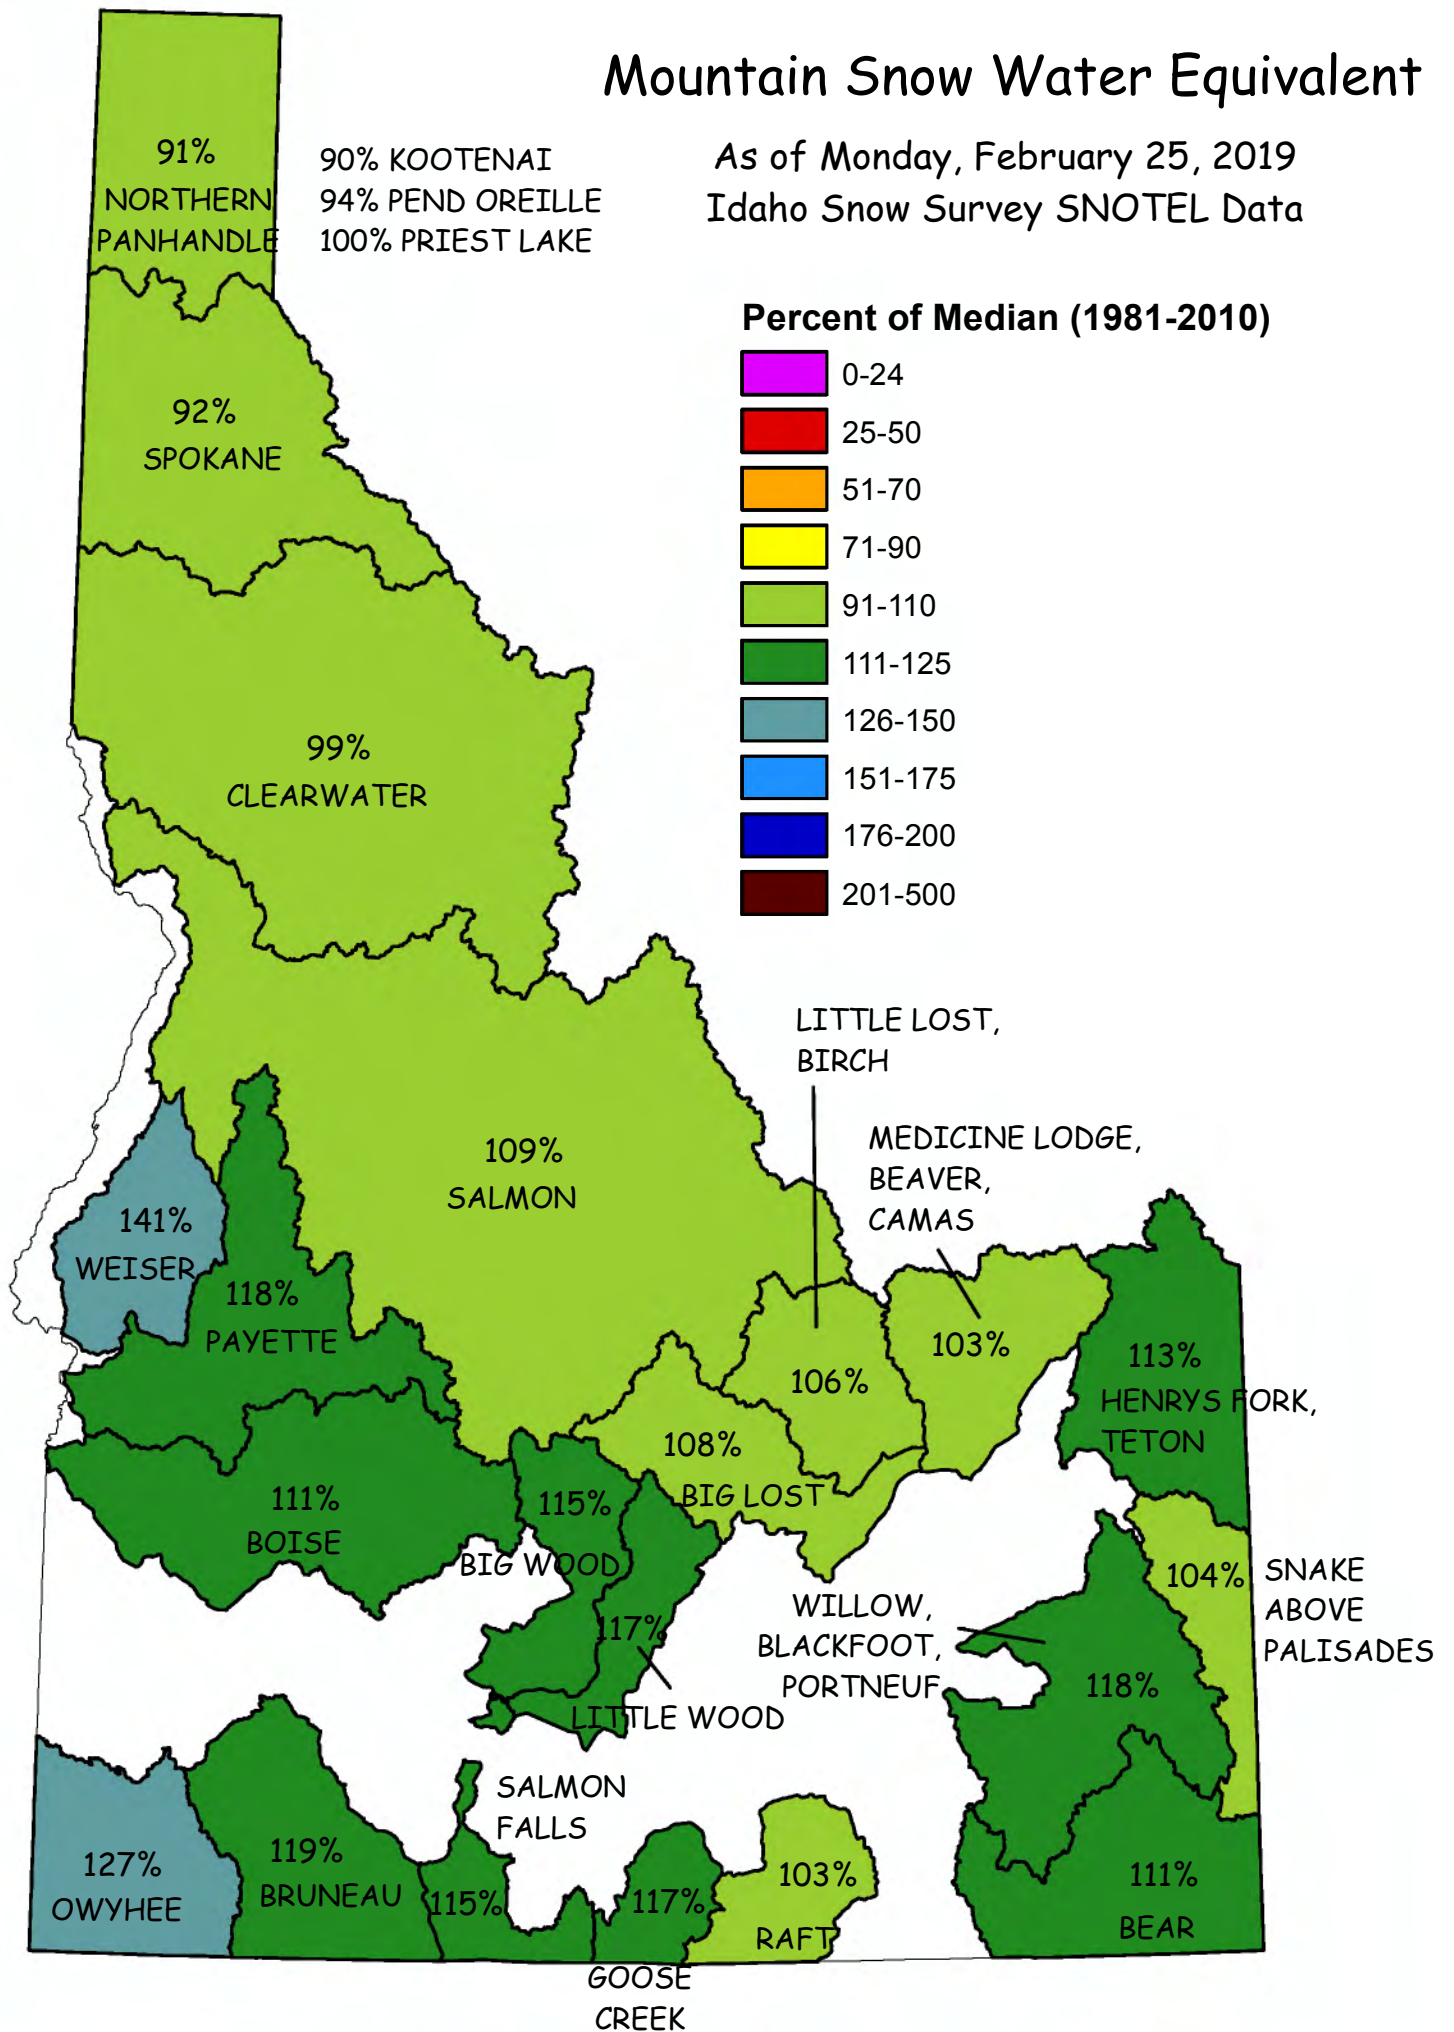 Mountain Snow Water Equivalent
As of Monday, February 25, 2019
Idaho Snow Survey SNOTEL Data
91%
NORTHERN
PANHANDLE
90% KOOTENAI
94% PEND OREILLE
100% PRIEST LAKE
Percent of Median (1981-2010)
0-24
25-50
51-70
71-90
91-110
111-125
126-150
151-175
176-200
201-500
92%
SPOKANE
99%
CLEARWATER
LITTLE LOST,
BIRCH
MEDICINE LODGE,
BEAVER,
CAMAS
109%
SALMON
141%
WEISER
118%
PAYETTE
106%
103%
113%
HENRYS FORK,
TETON
108%
BIG LOST
111%
BOISE
115%
BIG WOOD
117%
LITTLE WOOD
WILLOW,
BLACKFOOT,
PORTNEUF
118%
104%
SNAKE
ABOVE
PALISADES
SALMON
FALLS
127%
OWYHEE
119%
BRUNEAU
115%
117%
GOOSE
CREEK
103%
RAFT
111%
BEAR